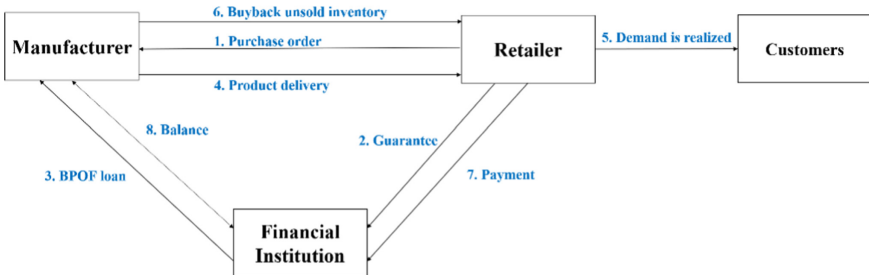 6. Buyback unsold inventory
Manufacturer
1. Purchase order
Retailer
5. Demand is realized
Customers
4. Product delivery
8. Balance
2. Guarantee
3. BPOF loan
7. Payment
Financial
Institution